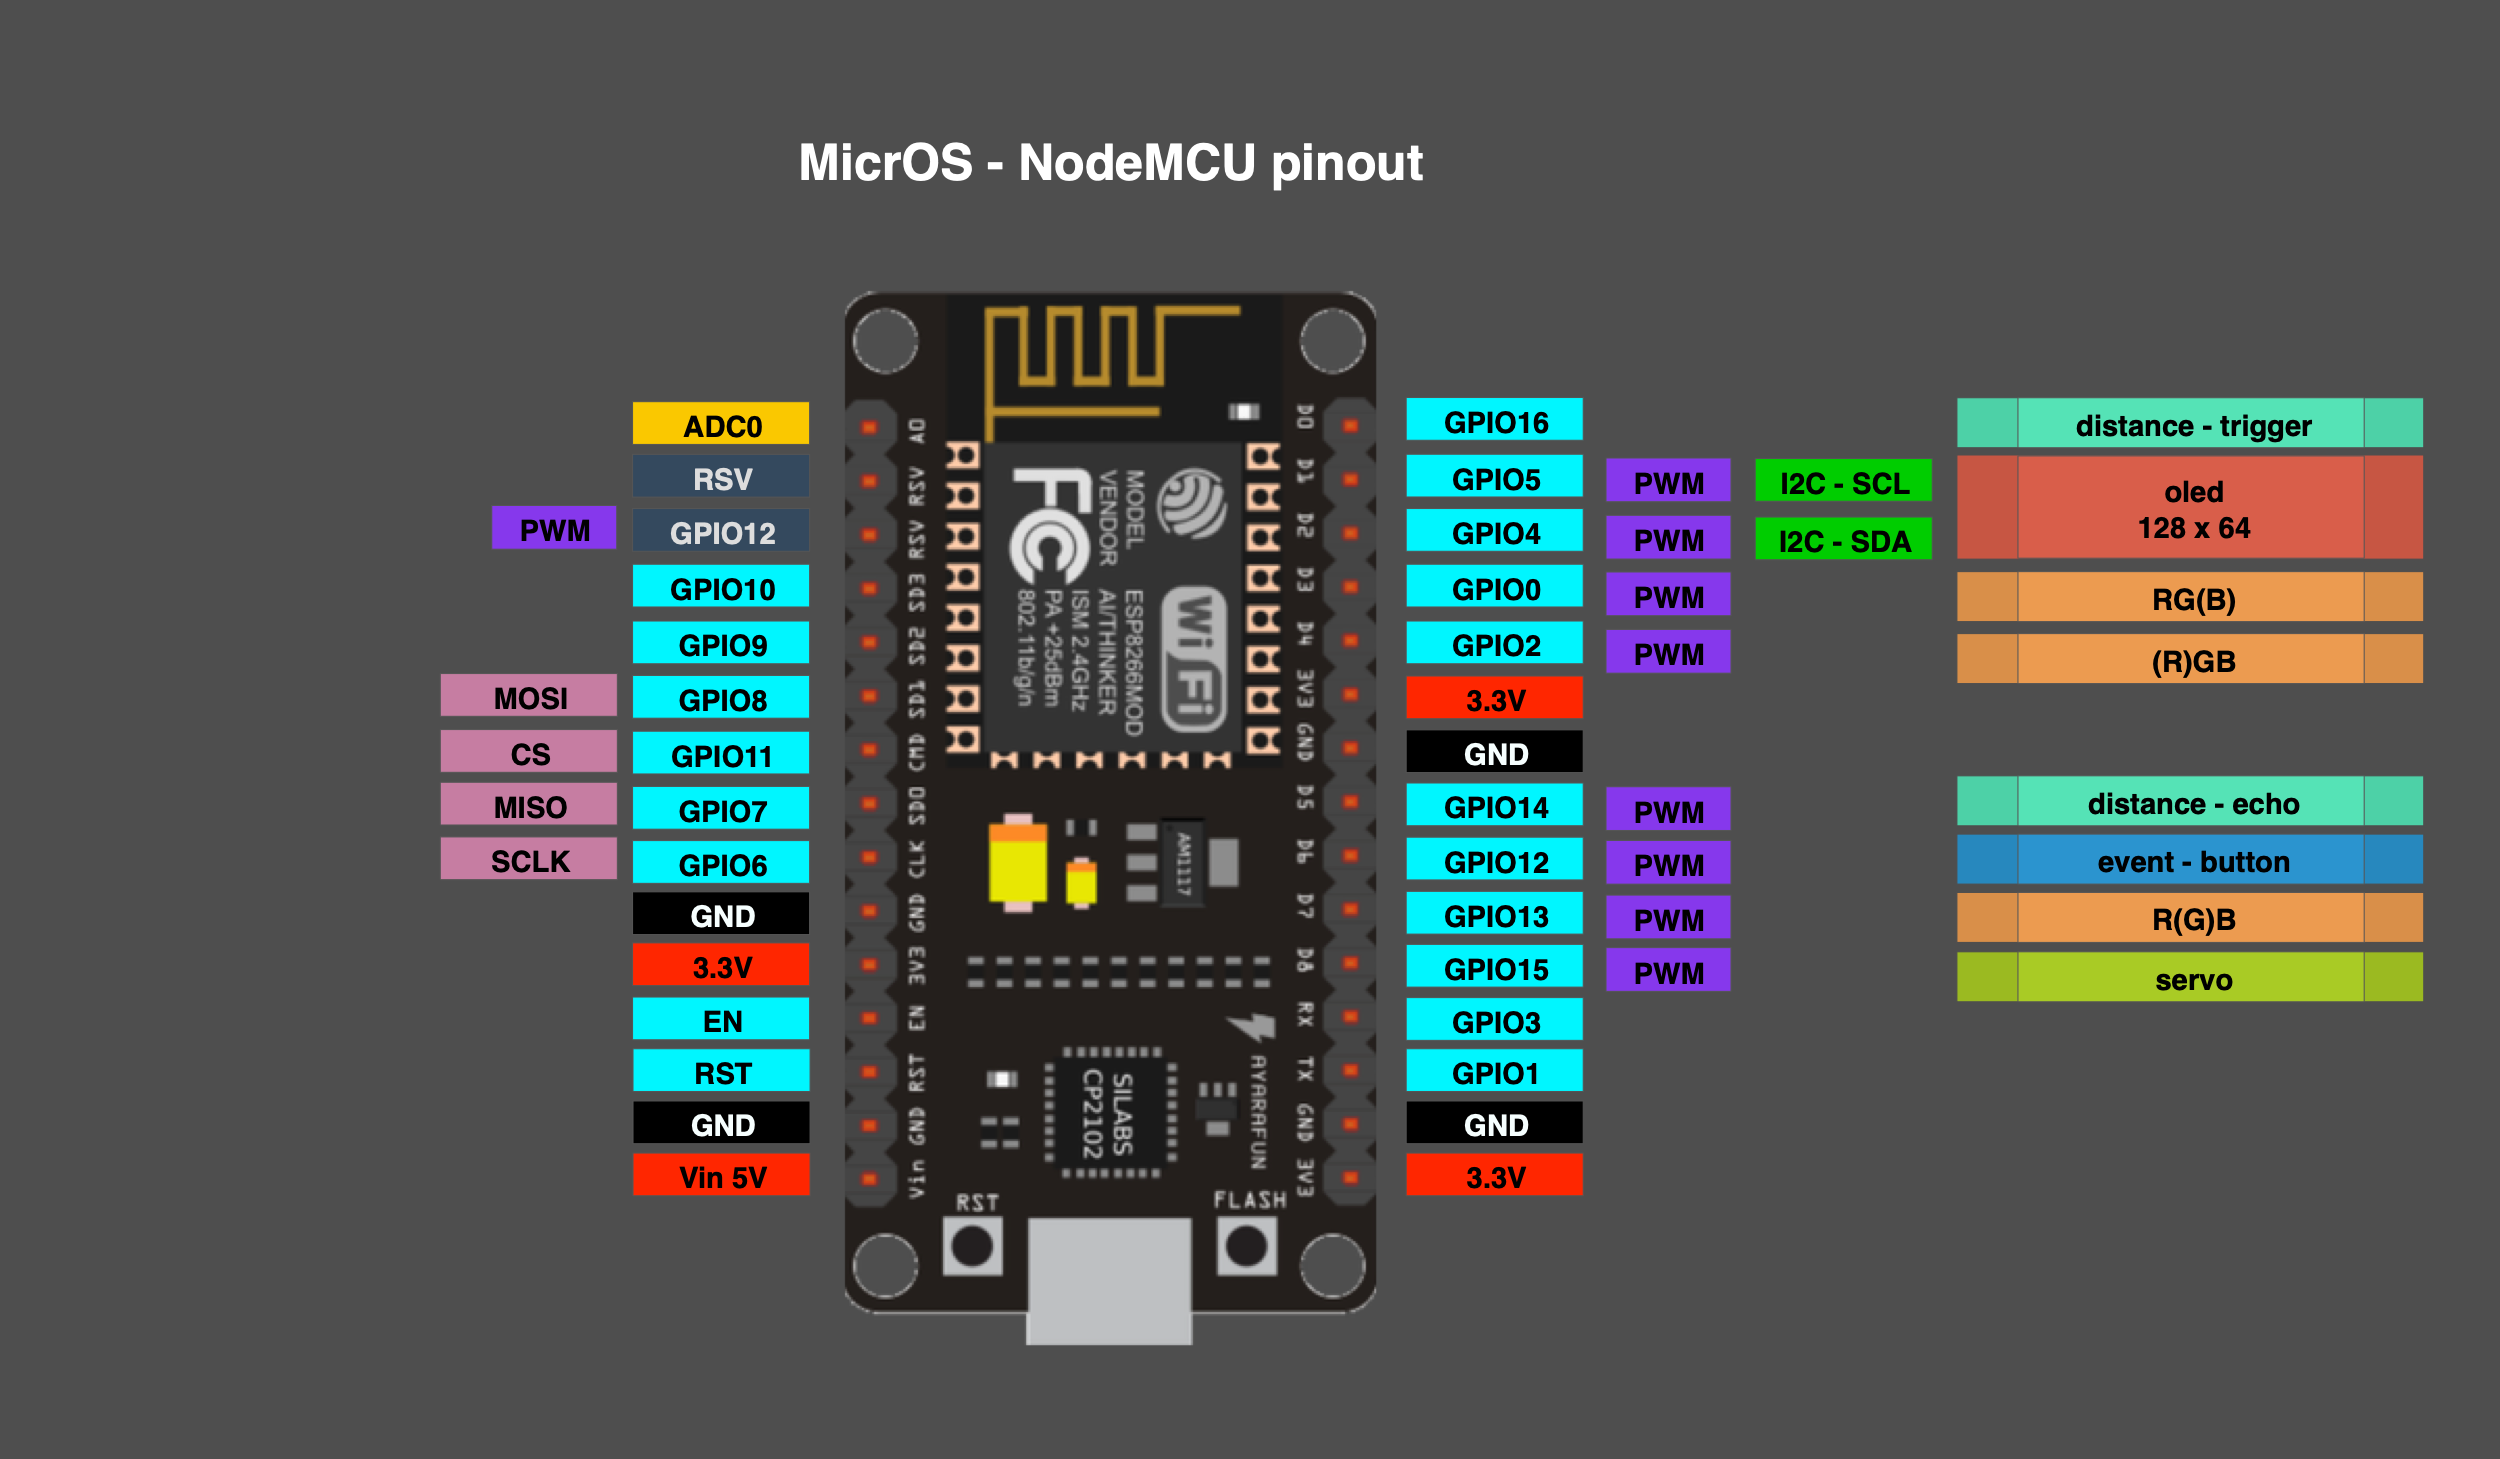 MicrOS - NodeMCU pinout
ADC0
RSV
PWM
GPIO12
GPIO10
GPIO9
MOSI
GPIO8
CS
GPIO11
MISO
GPIO7
SCLK
GPIO6
GND
3.3V
EN
RST
GND
Vin 5V
A0
RSV
RSV
SD3
SD2
SD1
CMD
SD0
CLK
GND
3V3
EN
RST
GND
Vin
MODEL
VENDOR
ESP8266MOD
AI/THINKER
ISM 2.4GHz
PA +25dBm
802.11b/g/n
FC
Wi Fi
AM1117
SILABS
CP2102
AYARAFUN
RST
FLASH
D0
D1
D2
D3
D4
3V3
GND
D5
D6
D7
D8
RX
TX
GND
3V3
GPIO16
distance - trigger
GPIO5
PWM
I2C - SCL
GPIO4
PWM
I2C - SDA
oled
128 x 64
GPIO0
PWM
RG(B)
GPIO2
PWM
(R)GB
3.3V
GND
GPIO14
PWM
distance - echo
GPIO12
PWM
event - button
GPIO13
PWM
R(G)B
GPIO15
PWM
servo
GPIO3
GPIO1
GND
3.3V